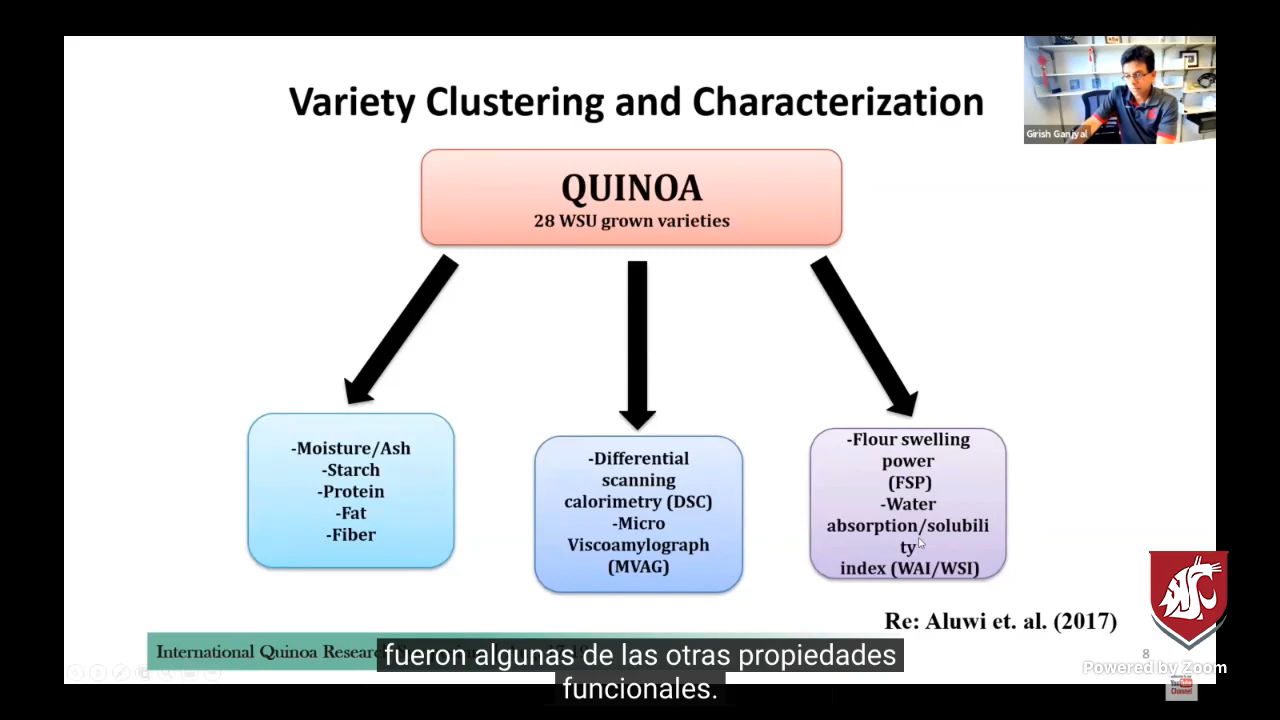 Variety Clustering and Characterization
Girish Ganjyal
QUINOA
28 WSU grown varieties
-Moisture/Ash
-Starch
-Protein
-Fat
-Fiber
-Differential
scanning
calorimetry (DSC)
-Micro
Viscoamylograph
(MVAG)
-Flour swelling
power
(FSP)
-Water
absorption/solubili
ty
index (WAI/WSI)
Re: Aluwi et. al. (2017)
International Quinoa Resear
8
fueron algunas de las otras propiedades
funcionales.
Powered by Zoom
YouTube
Channel